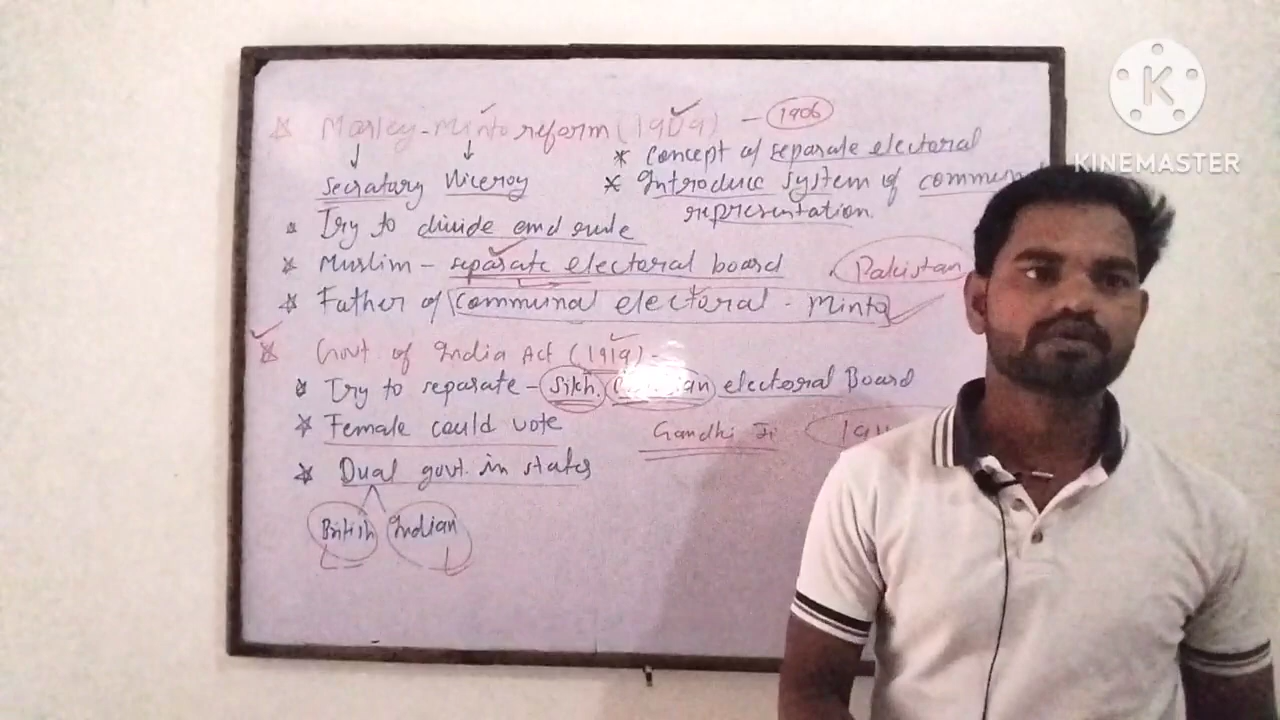 Morley-Minto reform (1909) - 1906
Secratary Viceroy
* Concept of separate electoral
* Introduce System of
representation.
Try to divide and rule
* Muslim - separate electoral board
Pakistan
* Father of Communal electoral - Minto
* Govt of India Act (1919) -
* Try to separate - Sikh, electoral Board
* Female could vote
Gandhi Ji
* Dual govt. in states
British Indian
K
KINEMASTER